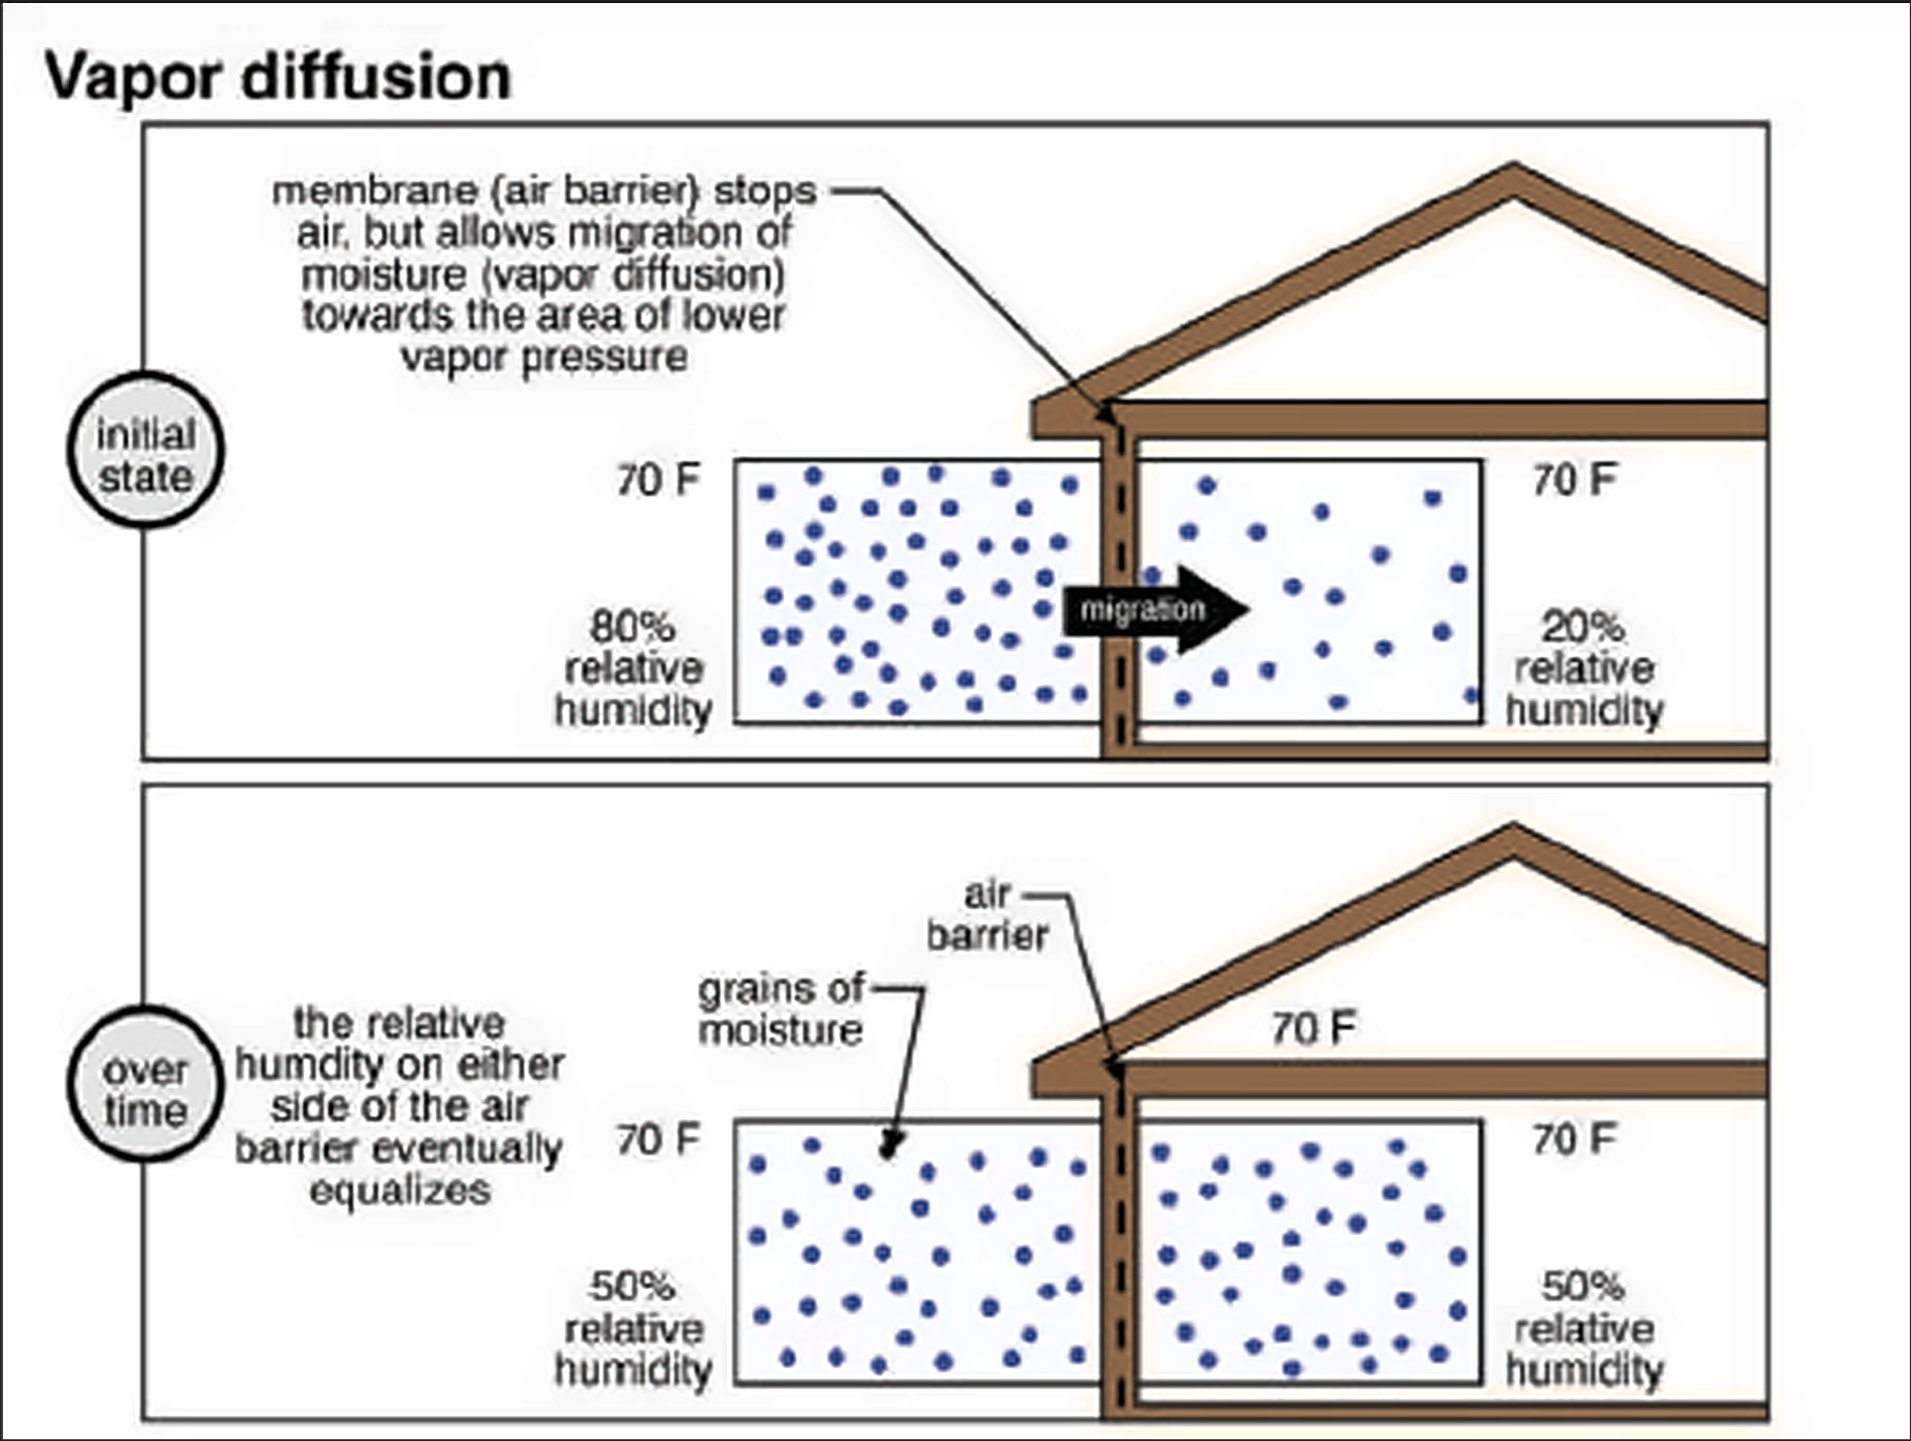 Vapor diffusion
membrane (air barrier) stops
air, but allows migration of
moisture (vapor diffusion)
towards the area of lower
vapor pressure
initial
state
70 F
70 F
migration
80%
relative
humidity
20%
relative
humidity
air
barrier
grains of
moisture
over
time
the relative
humdity on either
side of the air
barrier eventually
equalizes
70 F
70 F
70 F
50%
relative
humidity
50%
relative
humidity